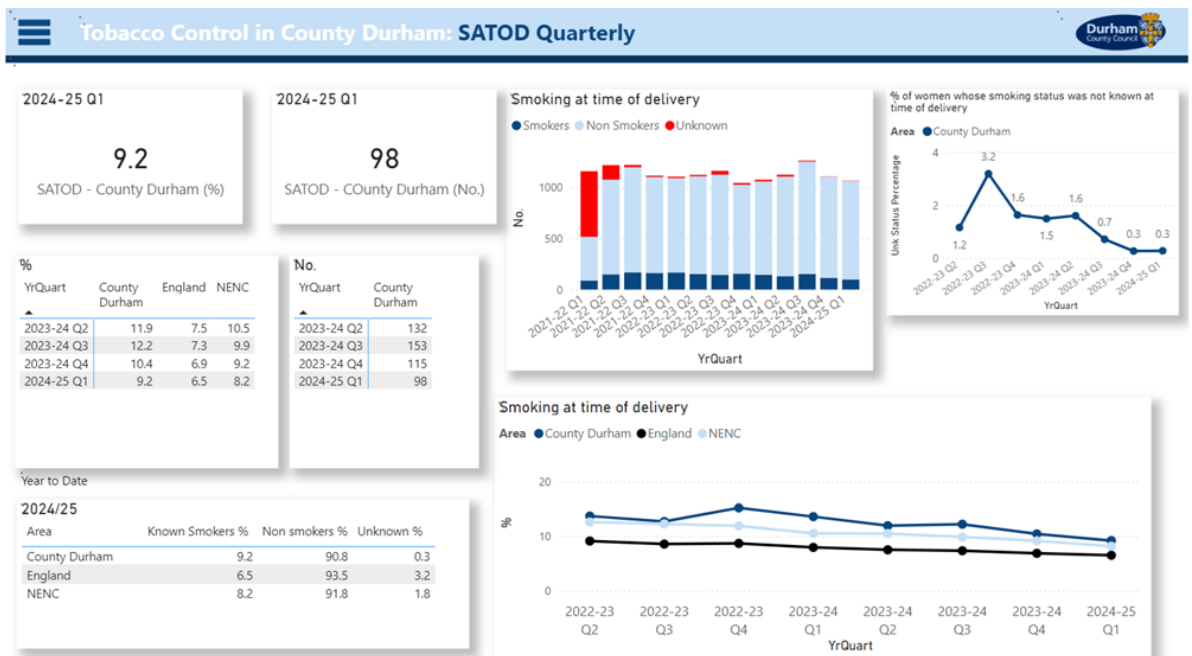 Tobacco Control in County Durham: SATOD Quarterly
Durham
County Council
2024-25 Q1
9.2
SATOD - COunty Durham (%)
2024-25 Q1
98
SATOD - COunty Durham (No.)
Smoking at time of delivery
Smokers Non Smokers Unknown
1000
500
0
No.
2021-22 Q1
2021-22 Q2
2021-22 Q3
2021-22 Q4
2022-23 Q1
2022-23 Q2
2022-23 Q3
2022-23 Q4
2023-24 Q1
2023-24 Q2
2023-24 Q3
2023-24 Q4
2024-25 Q1
YrQuart
% of women whose smoking status was not known at
time of delivery
Area County Durham
Unk Status Percentage
4
2
0
1.2
3.2
1.6
1.5
1.6
0.7
0.3
0.3
2022-23 Q2
2022-23 Q3
2022-23 Q4
2023-24 Q1
2023-24 Q2
2023-24 Q3
2023-24 Q4
2024-25 Q1
YrQuart
%
YrQuart County Durham England NENC
2023-24 Q2 11.9 7.5 10.5
2023-24 Q3 12.2 7.3 9.9
2023-24 Q4 10.4 6.9 9.2
2024-25 Q1 9.2 6.5 8.2
No.
YrQuart County Durham
2023-24 Q2 132
2023-24 Q3 153
2023-24 Q4 115
2024-25 Q1 98
Year to Date
2024/25
Area Known Smokers % Non smokers % Unknown %
County Durham 9.2 90.8 0.3
England 6.5 93.5 3.2
NENC 8.2 91.8 1.8
Smoking at time of delivery
Area County Durham England NENC
%
20
10
0
2022-23 Q2
2022-23 Q3
2022-23 Q4
2023-24 Q1
2023-24 Q2
2023-24 Q3
2023-24 Q4
2024-25 Q1
YrQuart